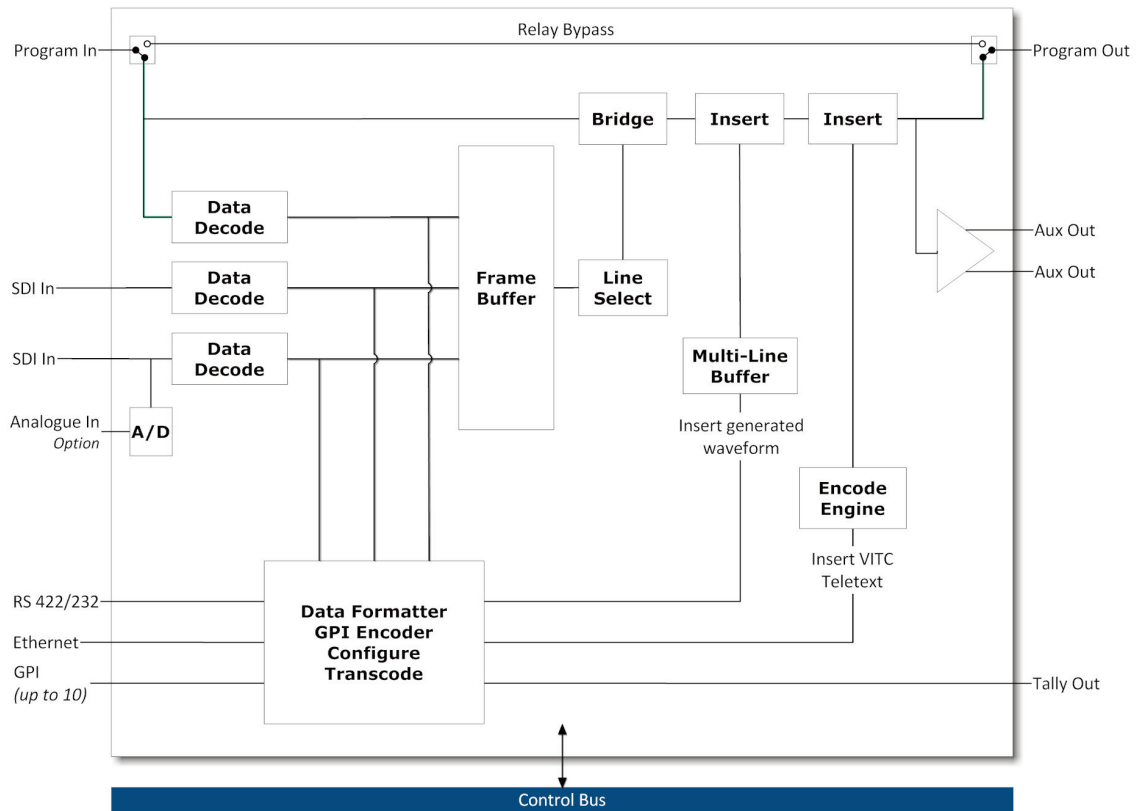 Relay Bypass
Program In
Program Out
Bridge
Insert
Insert
Data
Decode
Aux Out
Aux Out
SDI In
Data
Decode
Frame
Buffer
Line
Select
SDI In
Data
Decode
Multi-Line
Buffer
Analogue In
Option
A/D
Insert generated
waveform
Encode
Engine
Insert VITC
Teletext
RS 422/232
Ethernet
GPI
(up to 10)
Data Formatter
GPI Encoder
Configure
Transcode
Tally Out
Control Bus